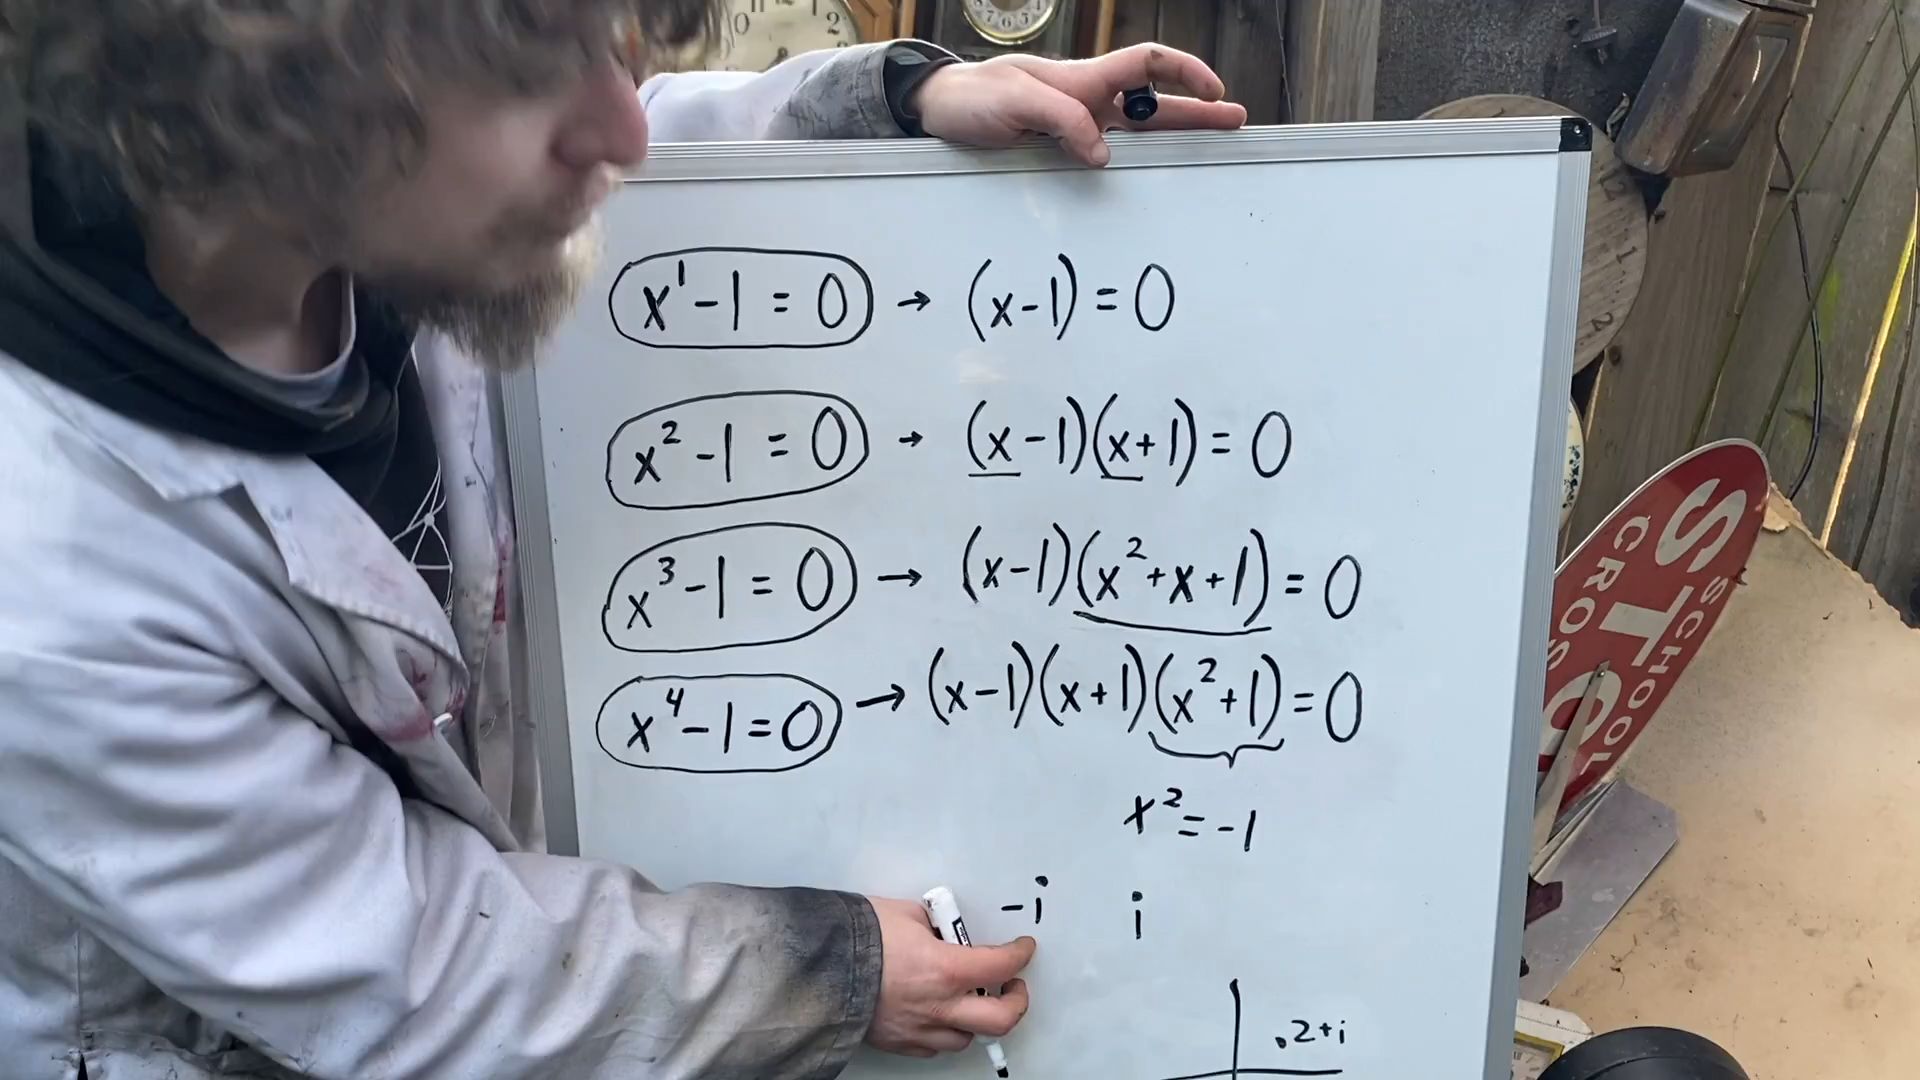 x¹-1=0 → (x-1)=0
x²-1=0 → (x-1)(x+1)=0
x³-1=0 → (x-1)(x²+x+1)=0
x⁴-1=0 → (x-1)(x+1)(x²+1)=0
x²=-1
-i i
.2+i
SCHOOL
STOP
CROSS